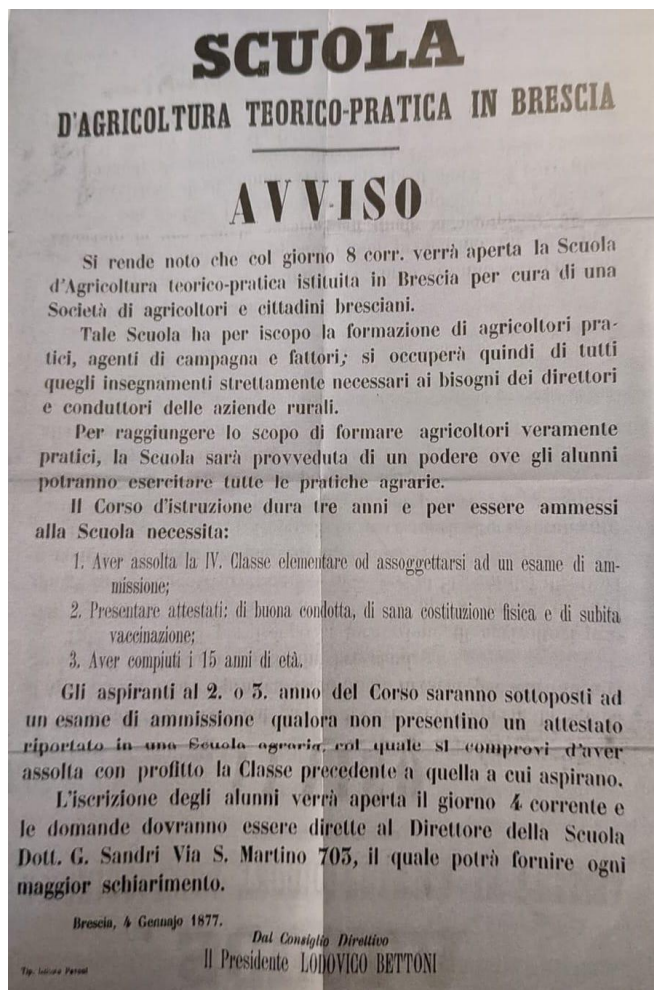 SCUOLA
D'AGRICOLTURA TEORICO-PRATICA IN BRESCIA
AVVISO
Si rende noto che col giorno 8 corr. verrà aperta la Scuola
d'Agricoltura teorico-pratica istituita in Brescia per cura di una
Società di agricoltori e cittadini bresciani.
Tale Scuola ha per iscopo la formazione di agricoltori pra-
tici, agenti di campagna e fattori; si occuperà quindi di tutti
quegli insegnamenti strettamente necessari ai bisogni dei direttori
e conduttori delle aziende rurali.
Per raggiungere lo scopo di formare agricoltori veramente
pratici, la Scuola sarà provveduta di un podere ove gli alunni
potranno esercitare tutte le pratiche agrarie.
Il Corso d'istruzione dura tre anni e per essere ammessi
alla Scuola necessita:
1. Aver assolta la IV. Classe elementare od assoggettarsi ad un esame di am-
missione;
2. Presentare attestati: di buona condotta, di sana costituzione fisica e di subita
vaccinazione;
3. Aver compiuti i 15 anni di età.
Gli aspiranti al 2. o 3. anno del Corso saranno sottoposti ad
un esame di ammissione qualora non presentino un attestato
riportato in una Scuola agraria, col quale si comprovi d'aver
assolta con profitto la Classe precedente a quella a cui aspirano.
L'iscrizione degli alunni verrà aperta il giorno 4 corrente e
le domande dovranno essere dirette al Direttore della Scuola
Dott. G. Sandri Via S. Martino 703, il quale potrà fornire ogni
maggior schiarimento.
Brescia, 4 Gennajo 1877.
Dal Consiglio Direttivo
Il Presidente LODOVICO BETTONI
Tip.